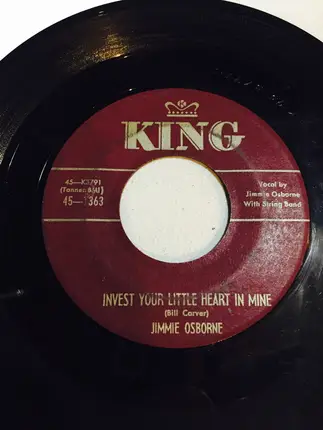 K
KING
45—K3791
(Tannen-BMI)
45—1363
Vocal by
Jimmie Osborne
With String Band
INVEST YOUR LITTLE HEART IN MINE
(Bill Carver)
JIMMIE OSBORNE